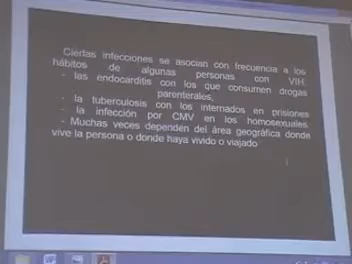 Ciertas infecciones se asocian con frecuencia a los
hábitos de algunas personas con VIH.
- las endocarditis con los que consumen drogas
parenterales,
- la tuberculosis con los internados en prisiones
- la infección por CMV en los homosexuales.
- Muchas veces dependen del área geográfica donde
vive la persona o donde haya vivido o viajado